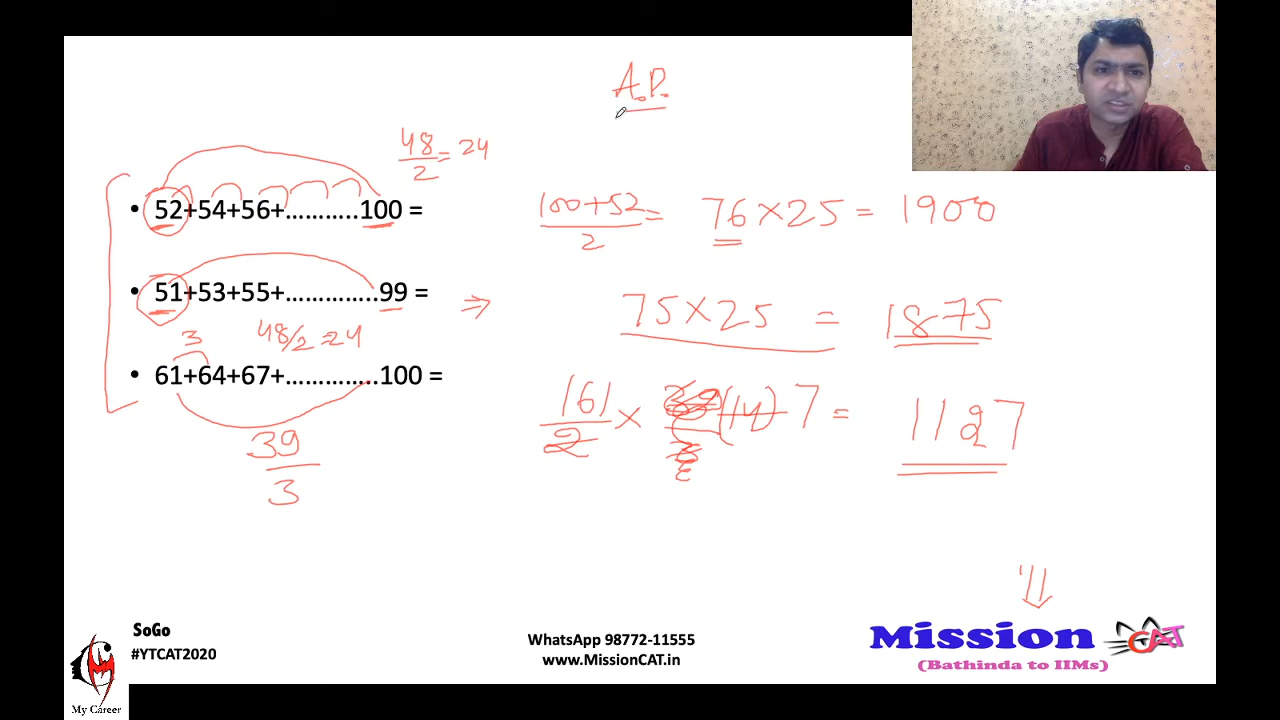 A.P.
48/2 = 24
• 52+54+56+………..100 =
100+52/2 = 76 × 25 = 1900
• 51+53+55+…………..99 =
⇒ 75 × 25 = 1875
3 48/2 = 24
• 61+64+67+…………..100 =
161/2 × (14) 7 = 1127
39/3
SoGo
#YTCAT2020
WhatsApp 98772-11555
www.MissionCAT.in
Mission CAT
(Bathinda to IIMs)
My Career